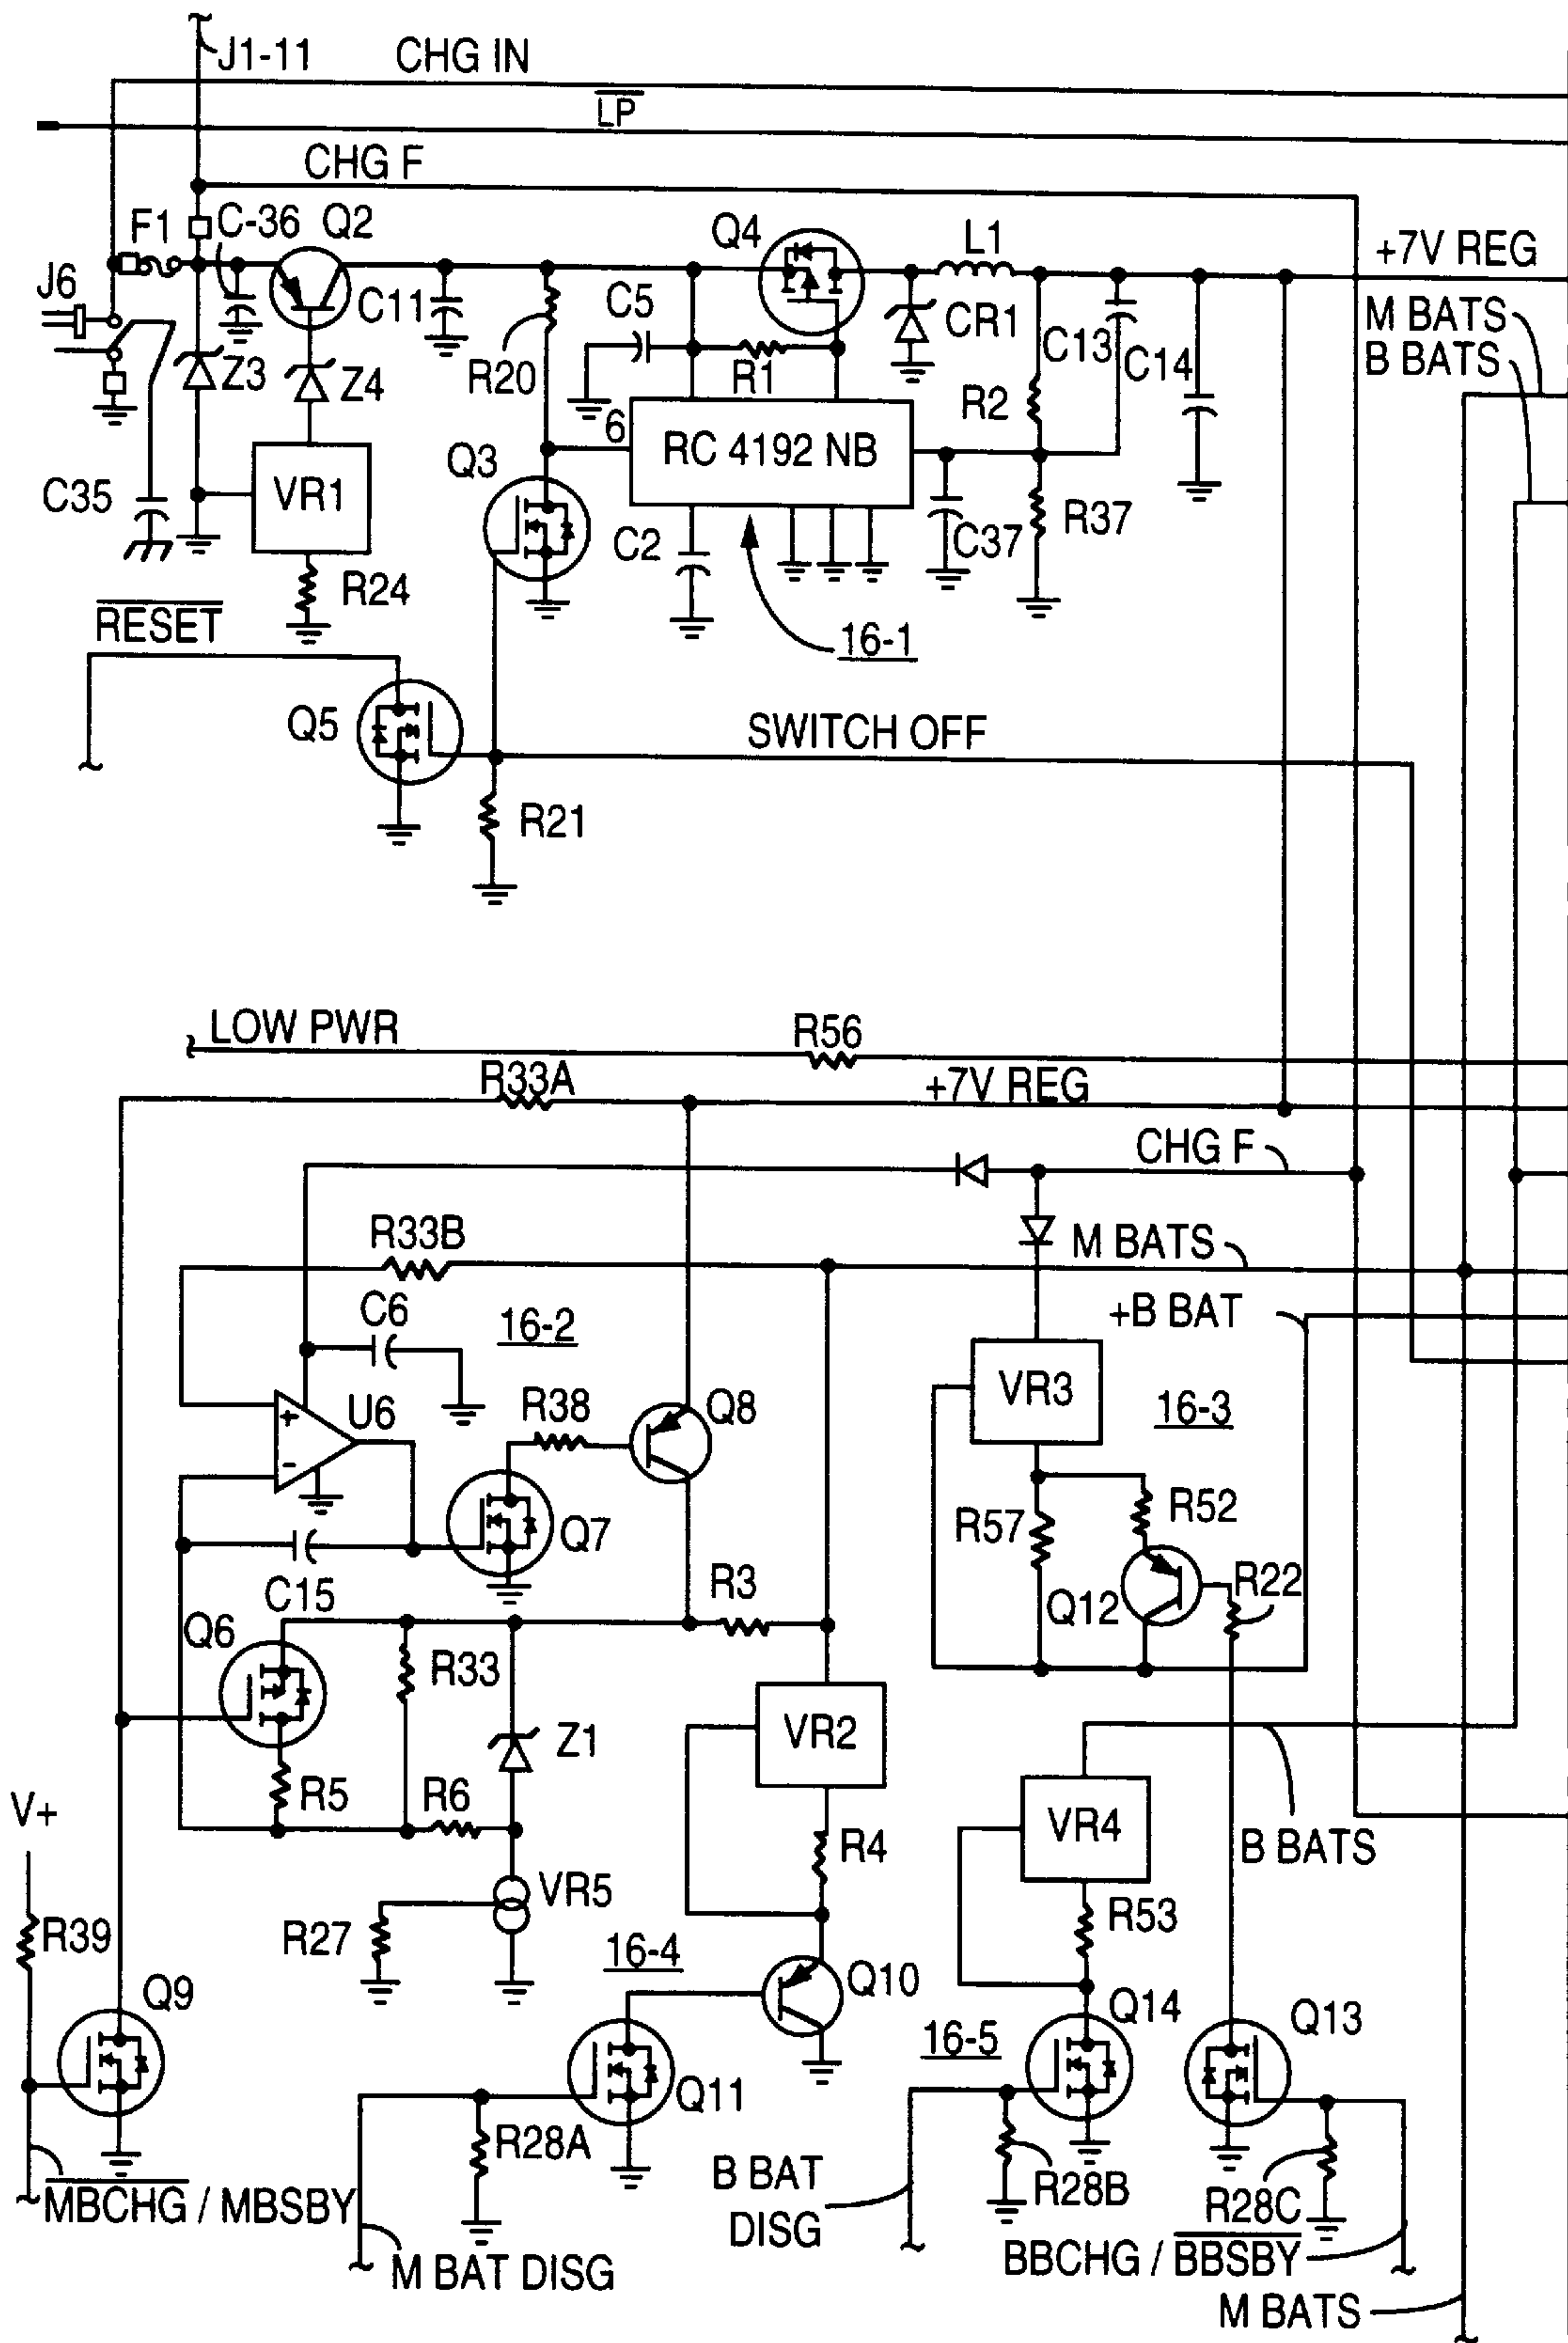 J1-11
CHG IN
LP
CHG F
F1
C-36
Q2
Q4
L1
+7V REG
J6
C11
C5
CR1
C13
C14
M BATS
B BATS
Z3
Z4
R20
R1
R2
6
RC 4192 NB
Q3
C35
VR1
C2
C37
R37
R24
16-1
RESET
Q5
SWITCH OFF
R21
LOW PWR
R56
R33A
+7V REG
CHG F
R33B
M BATS
C6
16-2
+B BAT
U6
+
-
R38
Q8
VR3
16-3
Q7
R57
R52
C15
R3
Q12
R22
Q6
R33
Z1
VR2
R5
R6
VR4
V+
R4
B BATS
VR5
R53
R39
R27
16-4
Q9
Q10
Q14
Q13
16-5
Q11
R28A
B BAT
DISG
R28B
R28C
MBCHG / MBSBY
M BAT DISG
BBCHG / BBSBY
M BATS